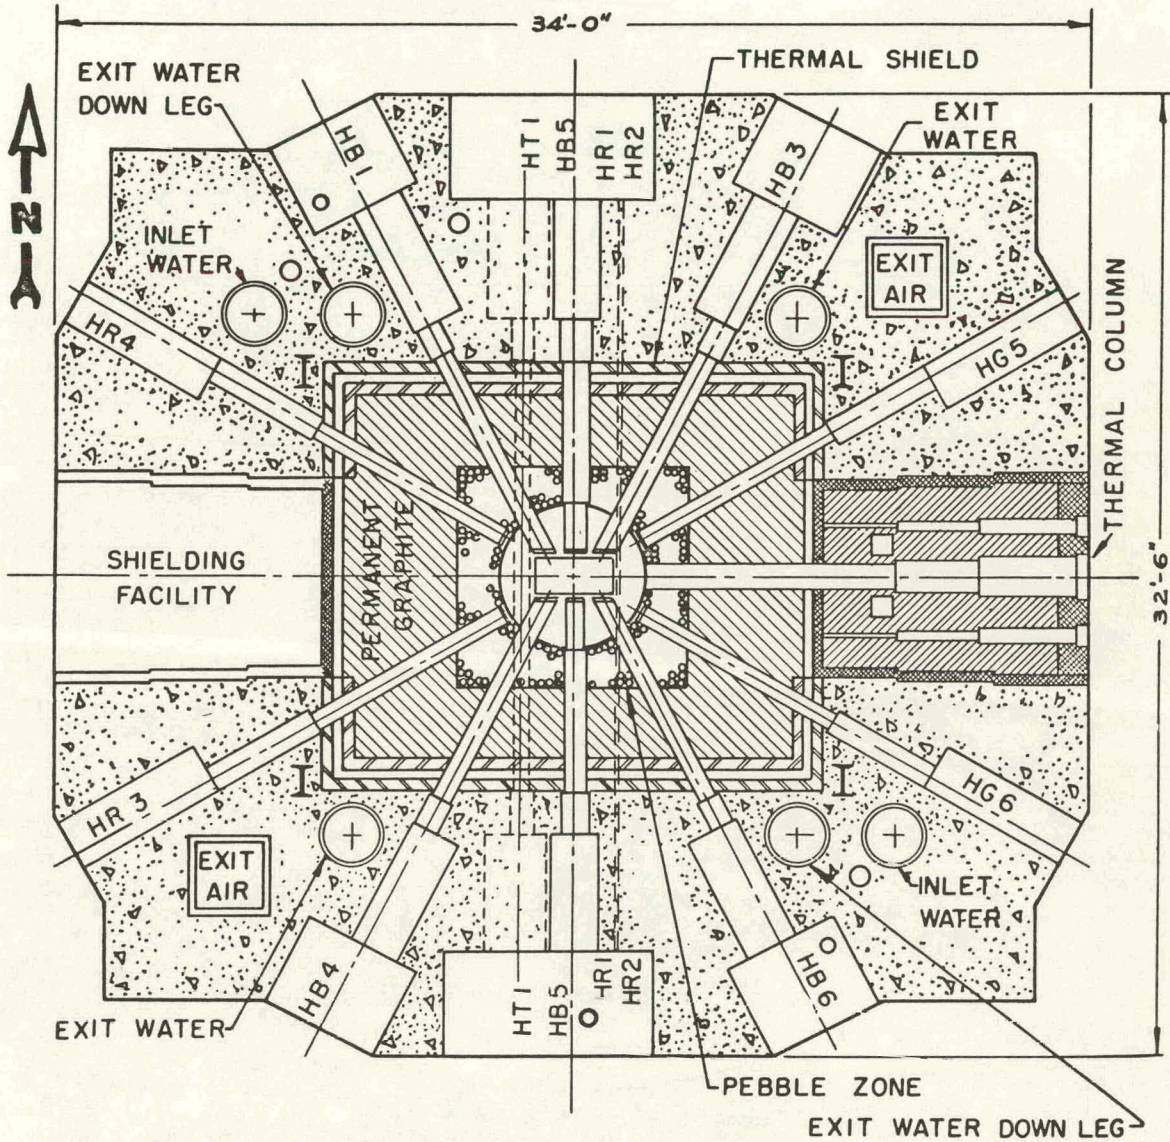 34'-0"
EXIT WATER
DOWN LEG
THERMAL SHIELD
EXIT
WATER
N
HB1
HT1
HB5
HR1
HR2
HB3
INLET
WATER
EXIT
AIR
HR4
HG5
THERMAL COLUMN
PERMANENT
GRAPHITE
SHIELDING
FACILITY
32'-6"
HR3
HG6
EXIT
AIR
INLET
WATER
HB4
HT1
HB5
HR1
HR2
HB6
EXIT WATER
PEBBLE ZONE
EXIT WATER DOWN LEG